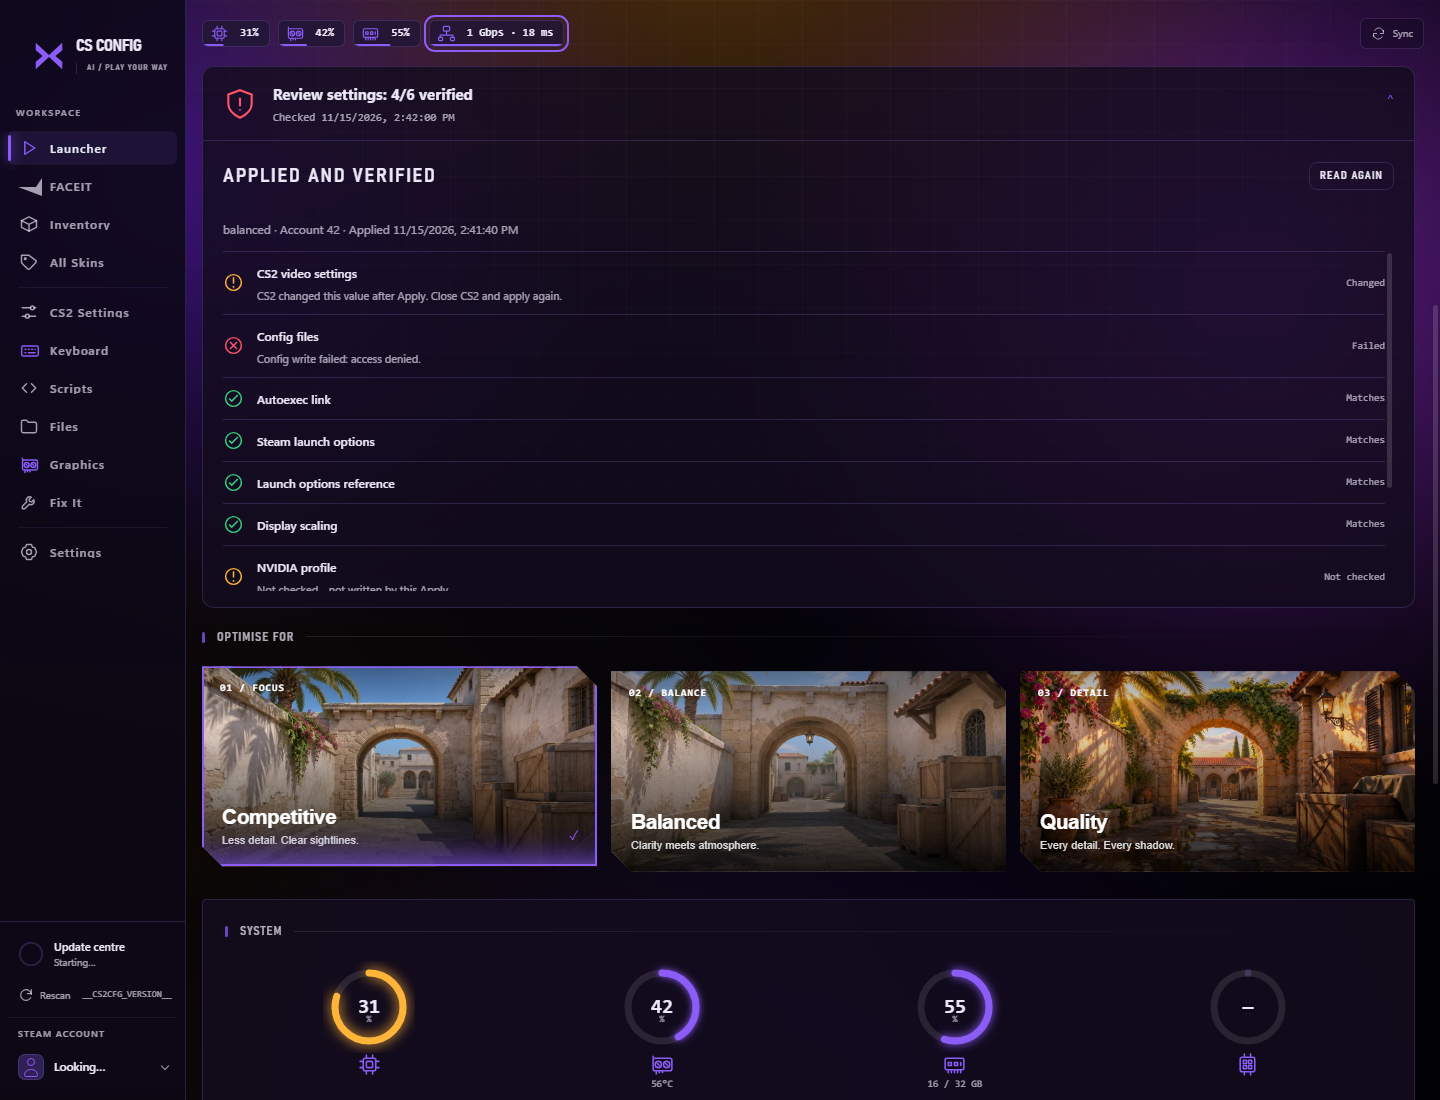 CS CONFIG
AI / PLAY YOUR WAY
WORKSPACE
Launcher
FACEIT
Inventory
All Skins
CS2 Settings
Keyboard
Scripts
Files
Graphics
Fix It
Settings
Update centre
Starting...
Rescan __CS2CFG_VERSION__
STEAM ACCOUNT
Looking...
31% 42% 55% 1 Gbps · 18 ms
Sync
Review settings: 4/6 verified
Checked 11/15/2026, 2:42:00 PM
APPLIED AND VERIFIED
READ AGAIN
balanced · Account 42 · Applied 11/15/2026, 2:41:40 PM
CS2 video settings
CS2 changed this value after Apply. Close CS2 and apply again.
Changed
Config files
Config write failed: access denied.
Failed
Autoexec link
Matches
Steam launch options
Matches
Launch options reference
Matches
Display scaling
Matches
NVIDIA profile
Not checked
Not checked - not written by this Apply
OPTIMISE FOR
01 / FOCUS
Competitive
Less detail. Clear sightlines.
02 / BALANCE
Balanced
Clarity meets atmosphere.
03 / DETAIL
Quality
Every detail. Every shadow.
SYSTEM
31
%
42
%
56°C
55
%
16 / 32 GB
—